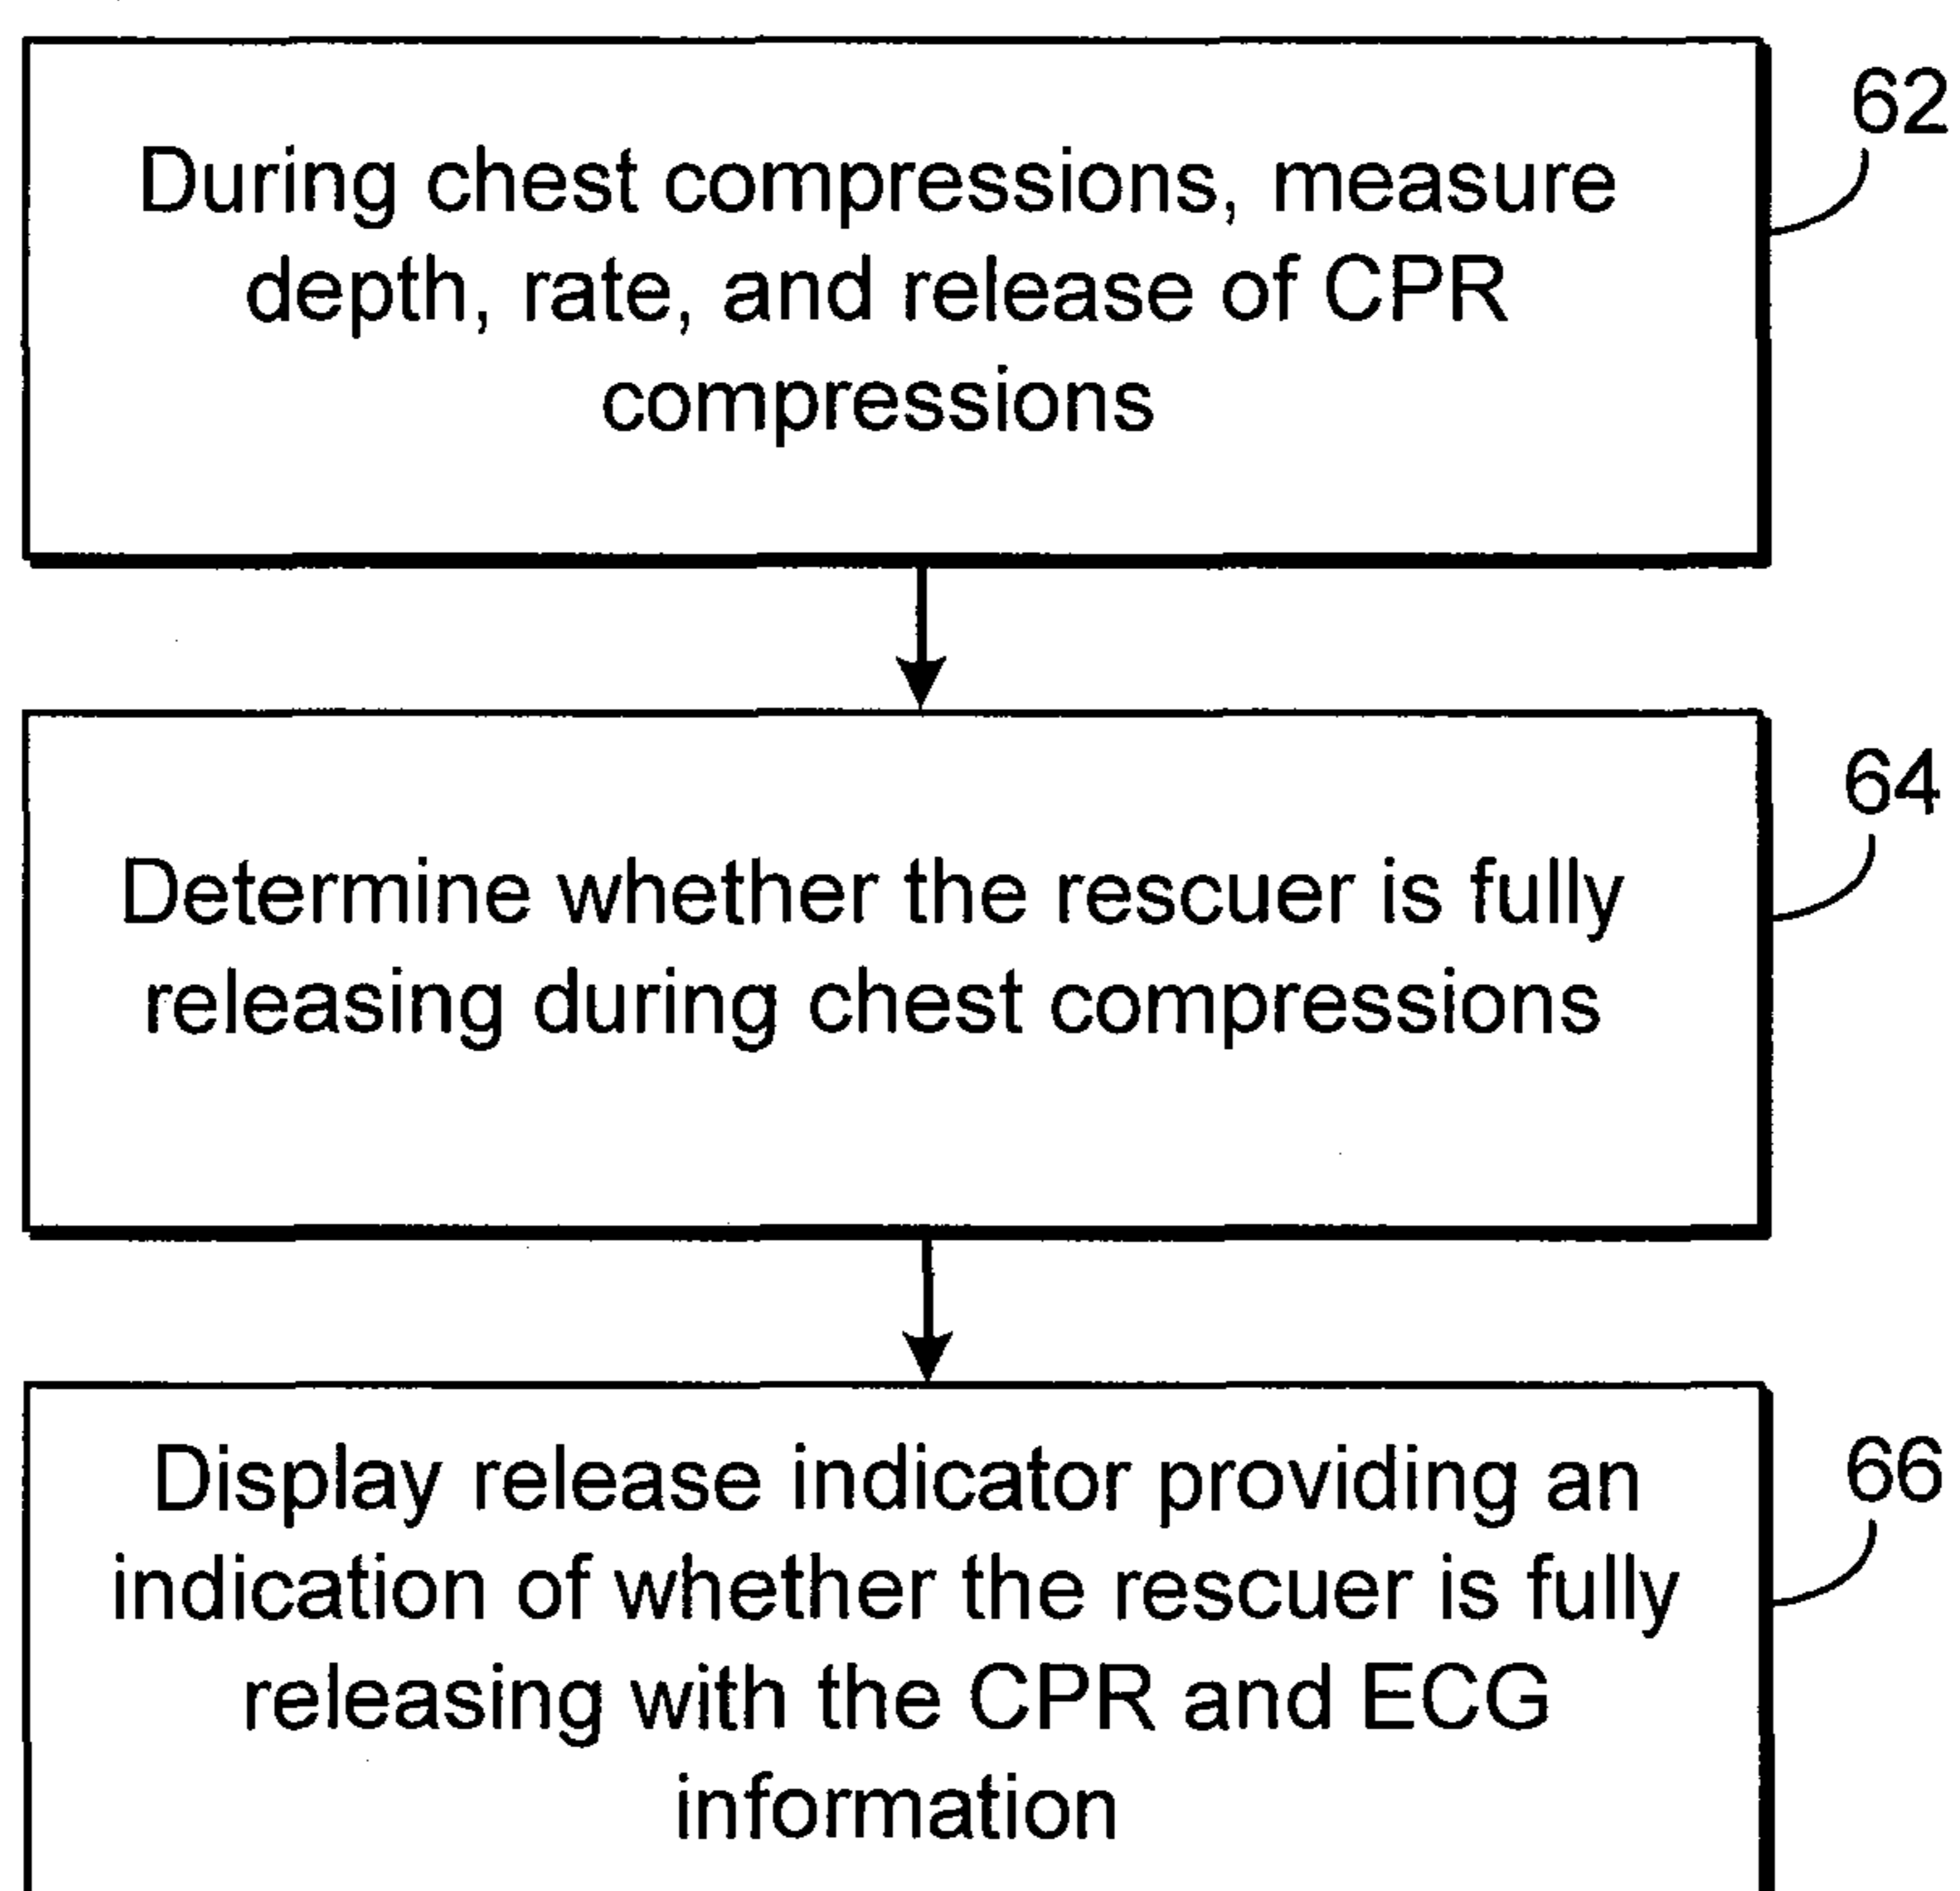 62
During chest compressions, measure
depth, rate, and release of CPR
compressions
64
Determine whether the rescuer is fully
releasing during chest compressions
66
Display release indicator providing an
indication of whether the rescuer is fully
releasing with the CPR and ECG
information